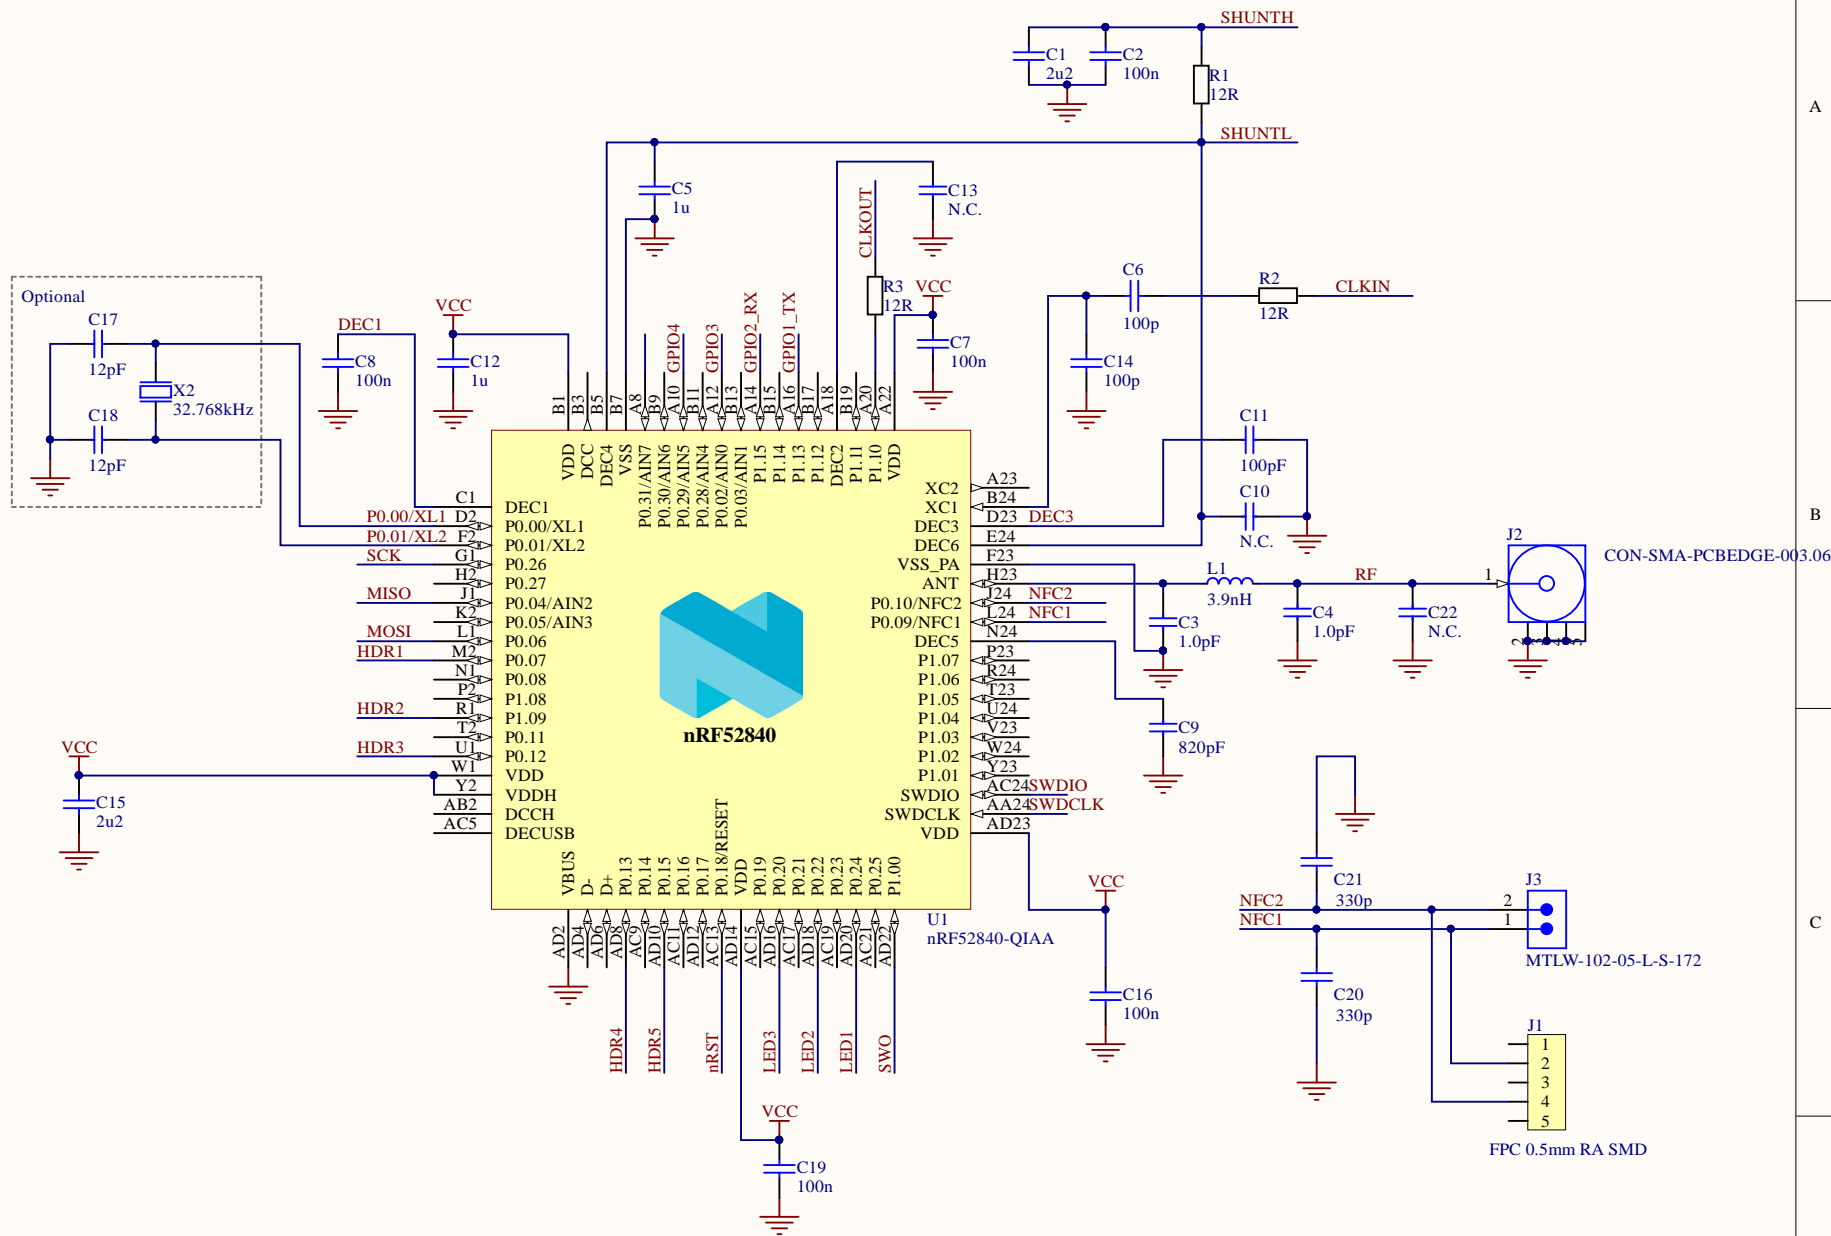 SHUNTH
C1
2u2
C2
100n
R1
12R
A
SHUNTL
C5
1u
CLKOUT
C13
N.C.
R3
12R
VCC
C7
100n
C6
100p
R2
12R
CLKIN
C14
100p
Optional
C17
12pF
X2
32.768kHz
C18
12pF
DEC1
C8
100n
VCC
C12
1u
GPIO4
GPIO3
GPIO2_RX
GPIO1_TX
B1
B3
B5
B7
A8
B9
A10
B11
A12
B13
A14
B15
A16
B17
A18
B19
A20
A22
VDD
DCC
DEC4
VSS
P0.31/AIN7
P0.30/AIN6
P0.29/AIN5
P0.28/AIN4
P0.02/AIN0
P0.03/AIN1
P1.15
P1.14
P1.13
P1.12
DEC2
P1.11
P1.10
VDD
C11
100pF
C10
N.C.
C1 DEC1
P0.00/XL1 D2 P0.00/XL1
P0.01/XL2 F2 P0.01/XL2
SCK G1 P0.26
H2 P0.27
MISO J1 P0.04/AIN2
K2 P0.05/AIN3
MOSI L1 P0.06
HDR1 M2 P0.07
N1 P0.08
P2 P1.08
HDR2 R1 P1.09
T2 P0.11
HDR3 U1 P0.12
W1 VDD
Y2 VDDH
AB2 DCCH
AC5 DECUSB
VCC
C15
2u2
nRF52840
XC2 A23
XC1 B24
DEC3 D23 DEC3
DEC6 E24
VSS_PA F23
ANT H23
P0.10/NFC2 J24 NFC2
P0.09/NFC1 L24 NFC1
DEC5 N24
P1.07 P23
P1.06 R24
P1.05 T23
P1.04 U24
P1.03 V23
P1.02 W24
P1.01 Y23
SWDIO AC24 SWDIO
SWDCLK AA24 SWDCLK
VDD AD23
B
L1
3.9nH
RF
C3
1.0pF
C4
1.0pF
C22
N.C.
J2
CON-SMA-PCBEDGE-003.06
1
2
3
4
5
C9
820pF
VBUS
D-
D+
P0.13
P0.14
P0.15
P0.16
P0.17
P0.18/RESET
VDD
P0.19
P0.20
P0.21
P0.22
P0.23
P0.24
P0.25
P1.00
AD2
AD4
AD6
AD8
AC9
AD10
AC11
AD12
AC13
AD14
AC15
AD16
AC17
AD18
AC19
AD20
AC21
AD22
U1
nRF52840-QIAA
HDR4
HDR5
nRST
LED3
LED2
LED1
SWO
VCC
C16
100n
VCC
C19
100n
C21
330p
NFC2
NFC1
J3
2
1
MTLW-102-05-L-S-172
C
C20
330p
J1
1
2
3
4
5
FPC 0.5mm RA SMD